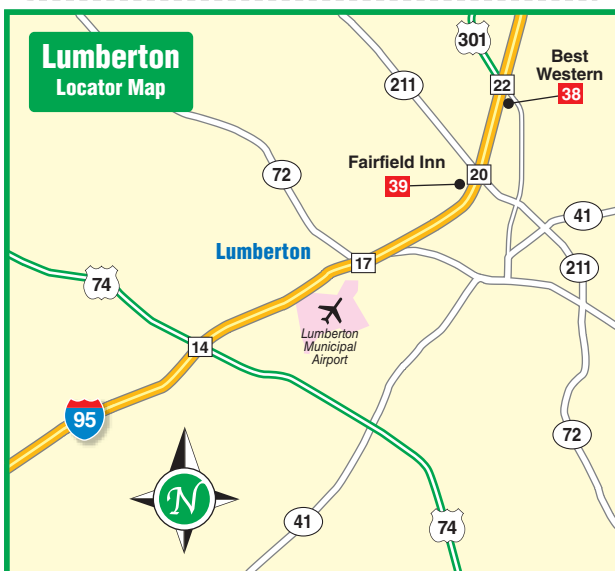 Lumberton
Locator Map
301
Best
Western
22
38
211
Fairfield Inn
20
39
72
41
Lumberton
17
211
74
Lumberton
Municipal
Airport
14
95
72
N
41
74